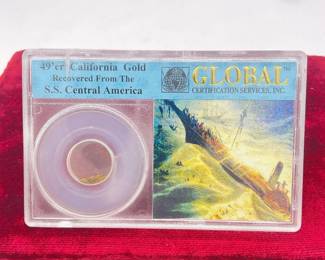 49'er California Gold
Recovered From The
S.S. Central America
GLOBAL
CERTIFICATION SERVICES, INC.